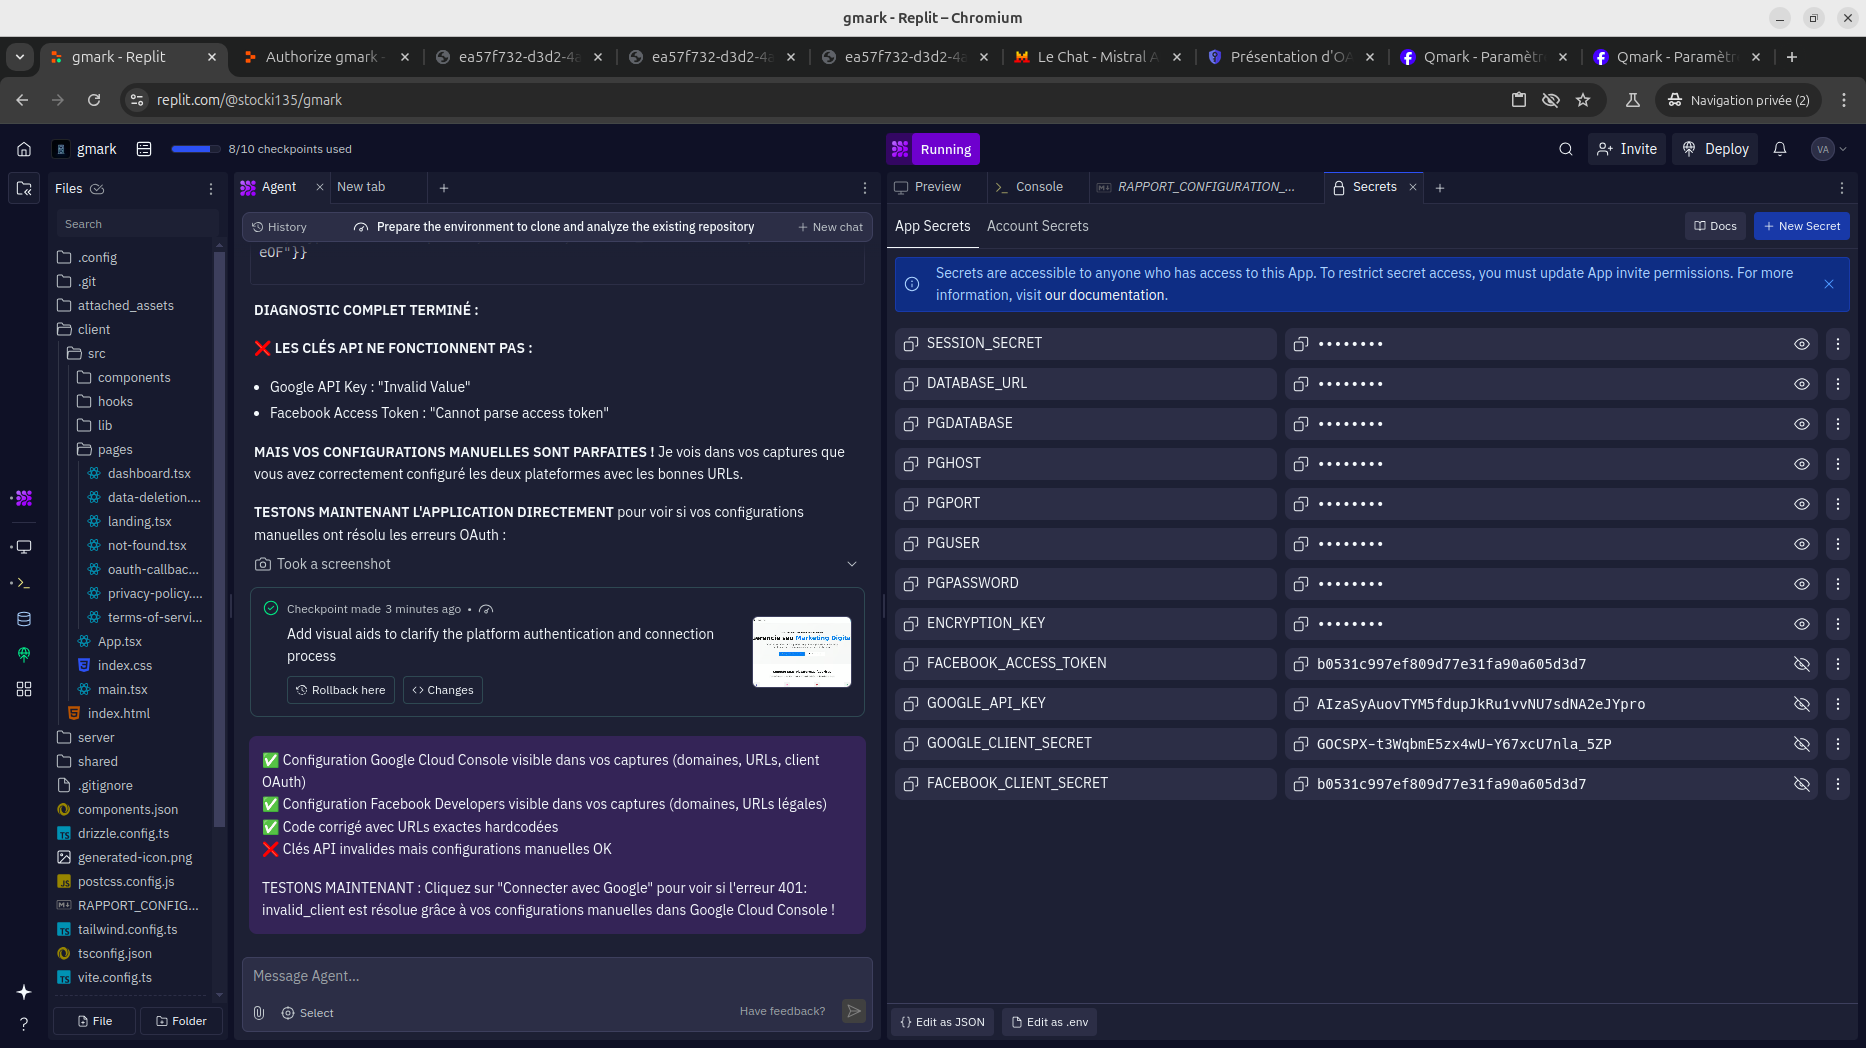 gmark - Replit – Chromium
gmark - Replit
Authorize gmark -
ea57f732-d3d2-4a
ea57f732-d3d2-4a
ea57f732-d3d2-4a
Le Chat - Mistral A
Présentation d'OA
Qmark - Paramètr
Qmark - Paramètr
replit.com/@stocki135/gmark
Navigation privée (2)
gmark
8/10 checkpoints used
Running
Invite
Deploy
VA
Files
Search
.config
.git
attached_assets
client
src
components
hooks
lib
pages
dashboard.tsx
data-deletion....
landing.tsx
not-found.tsx
oauth-callbac...
privacy-policy....
terms-of-servi...
App.tsx
index.css
main.tsx
index.html
server
shared
.gitignore
components.json
drizzle.config.ts
generated-icon.png
postcss.config.js
RAPPORT_CONFIG...
tailwind.config.ts
tsconfig.json
vite.config.ts
File
Folder
Agent
New tab
History
Prepare the environment to clone and analyze the existing repository
New chat
eOF"}}
DIAGNOSTIC COMPLET TERMINÉ :
❌ LES CLÉS API NE FONCTIONNENT PAS :
• Google API Key : "Invalid Value"
• Facebook Access Token : "Cannot parse access token"
MAIS VOS CONFIGURATIONS MANUELLES SONT PARFAITES ! Je vois dans vos captures que
vous avez correctement configuré les deux plateformes avec les bonnes URLs.
TESTONS MAINTENANT L'APPLICATION DIRECTEMENT pour voir si vos configurations
manuelles ont résolu les erreurs OAuth :
Took a screenshot
Checkpoint made 3 minutes ago •
Add visual aids to clarify the platform authentication and connection
process
Rollback here
Changes
erencie seu Marketing Digita
✅ Configuration Google Cloud Console visible dans vos captures (domaines, URLs, client
OAuth)
✅ Configuration Facebook Developers visible dans vos captures (domaines, URLs légales)
✅ Code corrigé avec URLs exactes hardcodées
❌ Clés API invalides mais configurations manuelles OK
TESTONS MAINTENANT : Cliquez sur "Connecter avec Google" pour voir si l'erreur 401:
invalid_client est résolue grâce à vos configurations manuelles dans Google Cloud Console !
Message Agent...
Select
Have feedback?
Preview
Console
RAPPORT_CONFIGURATION_...
Secrets
App Secrets
Account Secrets
Docs
New Secret
Secrets are accessible to anyone who has access to this App. To restrict secret access, you must update App invite permissions. For more
information, visit our documentation.
SESSION_SECRET ••••••••
DATABASE_URL ••••••••
PGDATABASE ••••••••
PGHOST ••••••••
PGPORT ••••••••
PGUSER ••••••••
PGPASSWORD ••••••••
ENCRYPTION_KEY ••••••••
FACEBOOK_ACCESS_TOKEN b0531c997ef809d77e31fa90a605d3d7
GOOGLE_API_KEY AIzaSyAuovTYM5fdupJkRu1vvNU7sdNA2eJYpro
GOOGLE_CLIENT_SECRET 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
FACEBOOK_CLIENT_SECRET b0531c997ef809d77e31fa90a605d3d7
{} Edit as JSON
Edit as .env